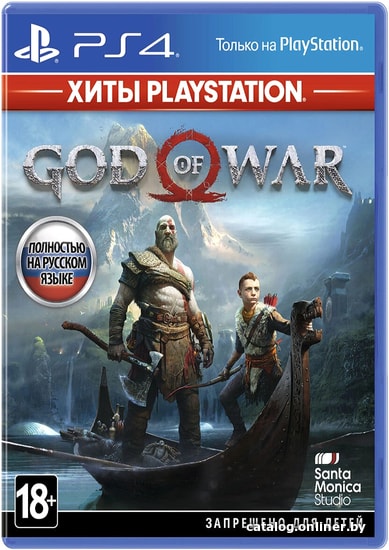 PS4
Только на PlayStation®
ХИТЫ PLAYSTATION®
GOD OF WAR
ПОЛНОСТЬЮ
НА РУССКОМ
ЯЗЫКЕ
Santa
Monica
Studio
18+
ЗАПРЕЩЕНО ДЛЯ ДЕТЕЙ
catalog.onliner.by